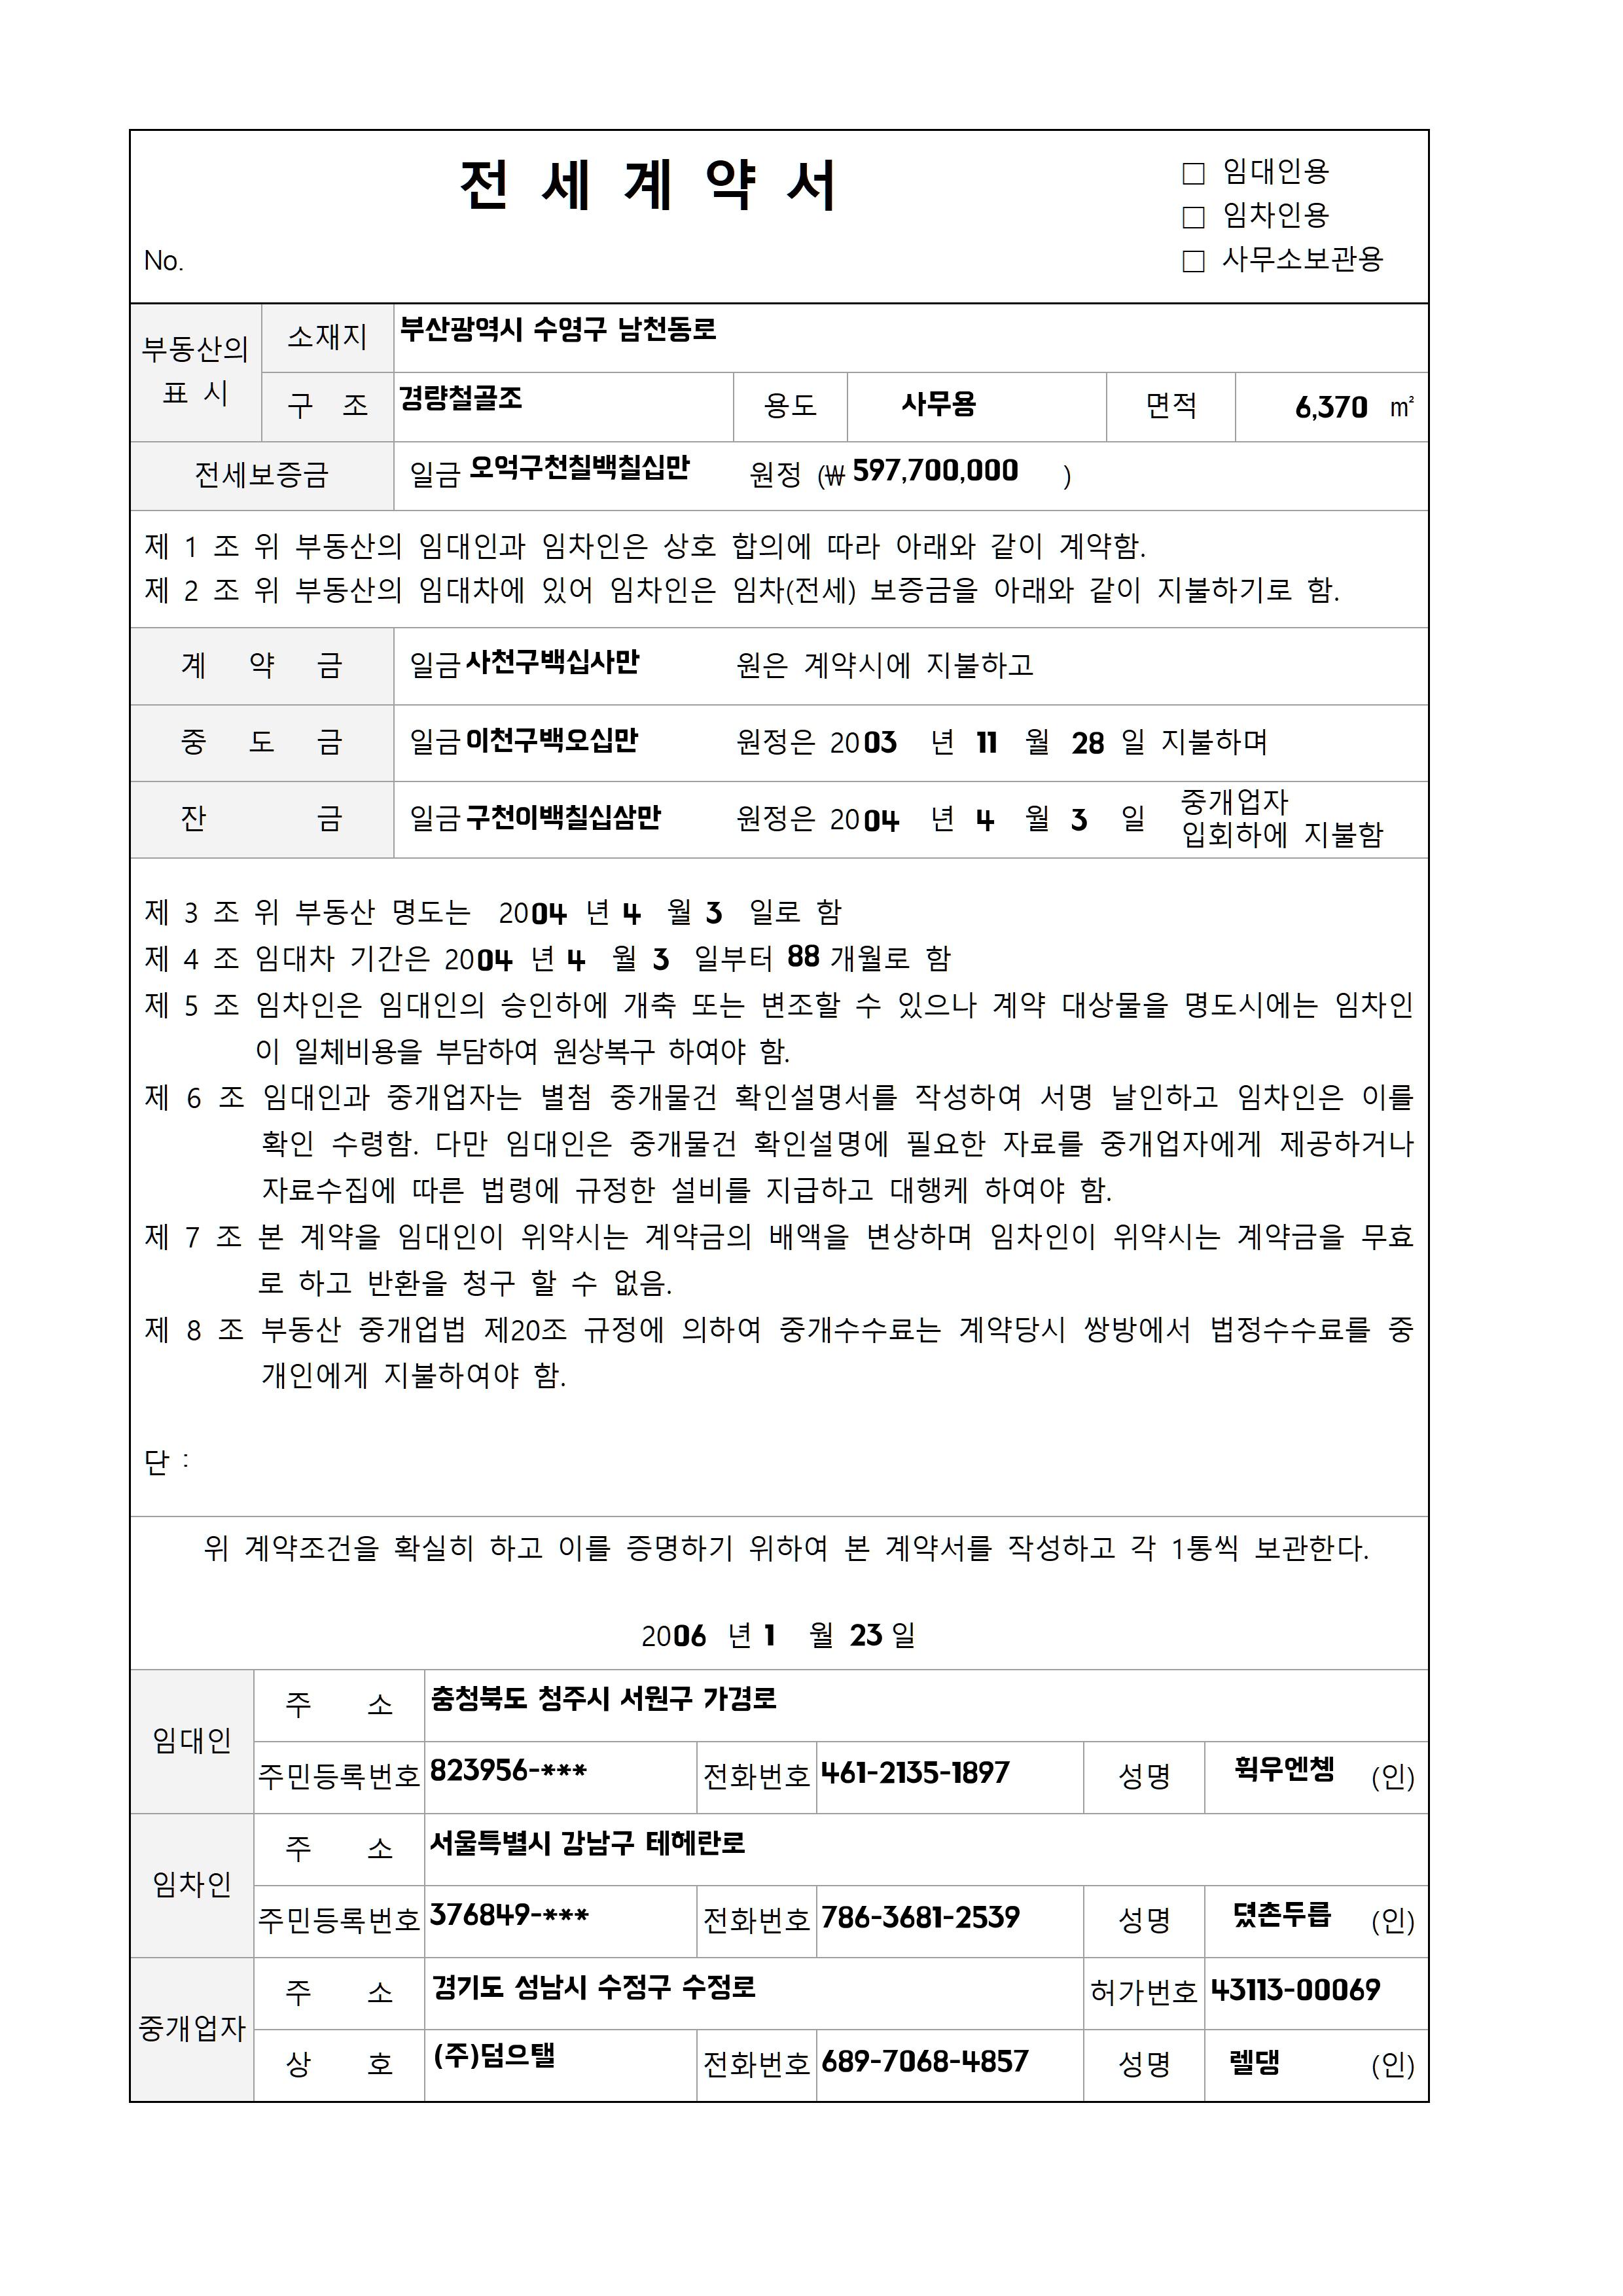 전 세 계 약 서
□ 임대인용
□ 임차인용
□ 사무소보관용
No.
부동산의
표 시
소재지 부산광역시 수영구 남천동로
구 조 경량철골조 용도 사무용 면적 6,370 ㎡
전세보증금 일금 오억구천칠백칠십만 원정 (₩ 597,700,000 )
제 1 조 위 부동산의 임대인과 임차인은 상호 합의에 따라 아래와 같이 계약함.
제 2 조 위 부동산의 임대차에 있어 임차인은 임차(전세) 보증금을 아래와 같이 지불하기로 함.
계 약 금 일금 사천구백십사만 원은 계약시에 지불하고
중 도 금 일금 이천구백오십만 원정은 2003 년 11 월 28 일 지불하며
잔 금 일금 구천이백칠십삼만 원정은 2004 년 4 월 3 일 중개업자
입회하에 지불함
제 3 조 위 부동산 명도는 2004 년 4 월 3 일로 함
제 4 조 임대차 기간은 2004 년 4 월 3 일부터 88 개월로 함
제 5 조 임차인은 임대인의 승인하에 개축 또는 변조할 수 있으나 계약 대상물을 명도시에는 임차인
이 일체비용을 부담하여 원상복구 하여야 함.
제 6 조 임대인과 중개업자는 별첨 중개물건 확인설명서를 작성하여 서명 날인하고 임차인은 이를
확인 수령함. 다만 임대인은 중개물건 확인설명에 필요한 자료를 중개업자에게 제공하거나
자료수집에 따른 법령에 규정한 설비를 지급하고 대행케 하여야 함.
제 7 조 본 계약을 임대인이 위약시는 계약금의 배액을 변상하며 임차인이 위약시는 계약금을 무효
로 하고 반환을 청구 할 수 없음.
제 8 조 부동산 중개업법 제20조 규정에 의하여 중개수수료는 계약당시 쌍방에서 법정수수료를 중
개인에게 지불하여야 함.
단 :
위 계약조건을 확실히 하고 이를 증명하기 위하여 본 계약서를 작성하고 각 1통씩 보관한다.
2006 년 1 월 23 일
임대인
주 소 충청북도 청주시 서원구 가경로
주민등록번호 823956-*** 전화번호 461-2135-1897 성명 휙우엔쳉 (인)
임차인
주 소 서울특별시 강남구 테헤란로
주민등록번호 376849-*** 전화번호 786-3681-2539 성명 뎠촌두릅 (인)
중개업자
주 소 경기도 성남시 수정구 수정로 허가번호 43113-00069
상 호 (주)덤으탤 전화번호 689-7068-4857 성명 렐댕 (인)